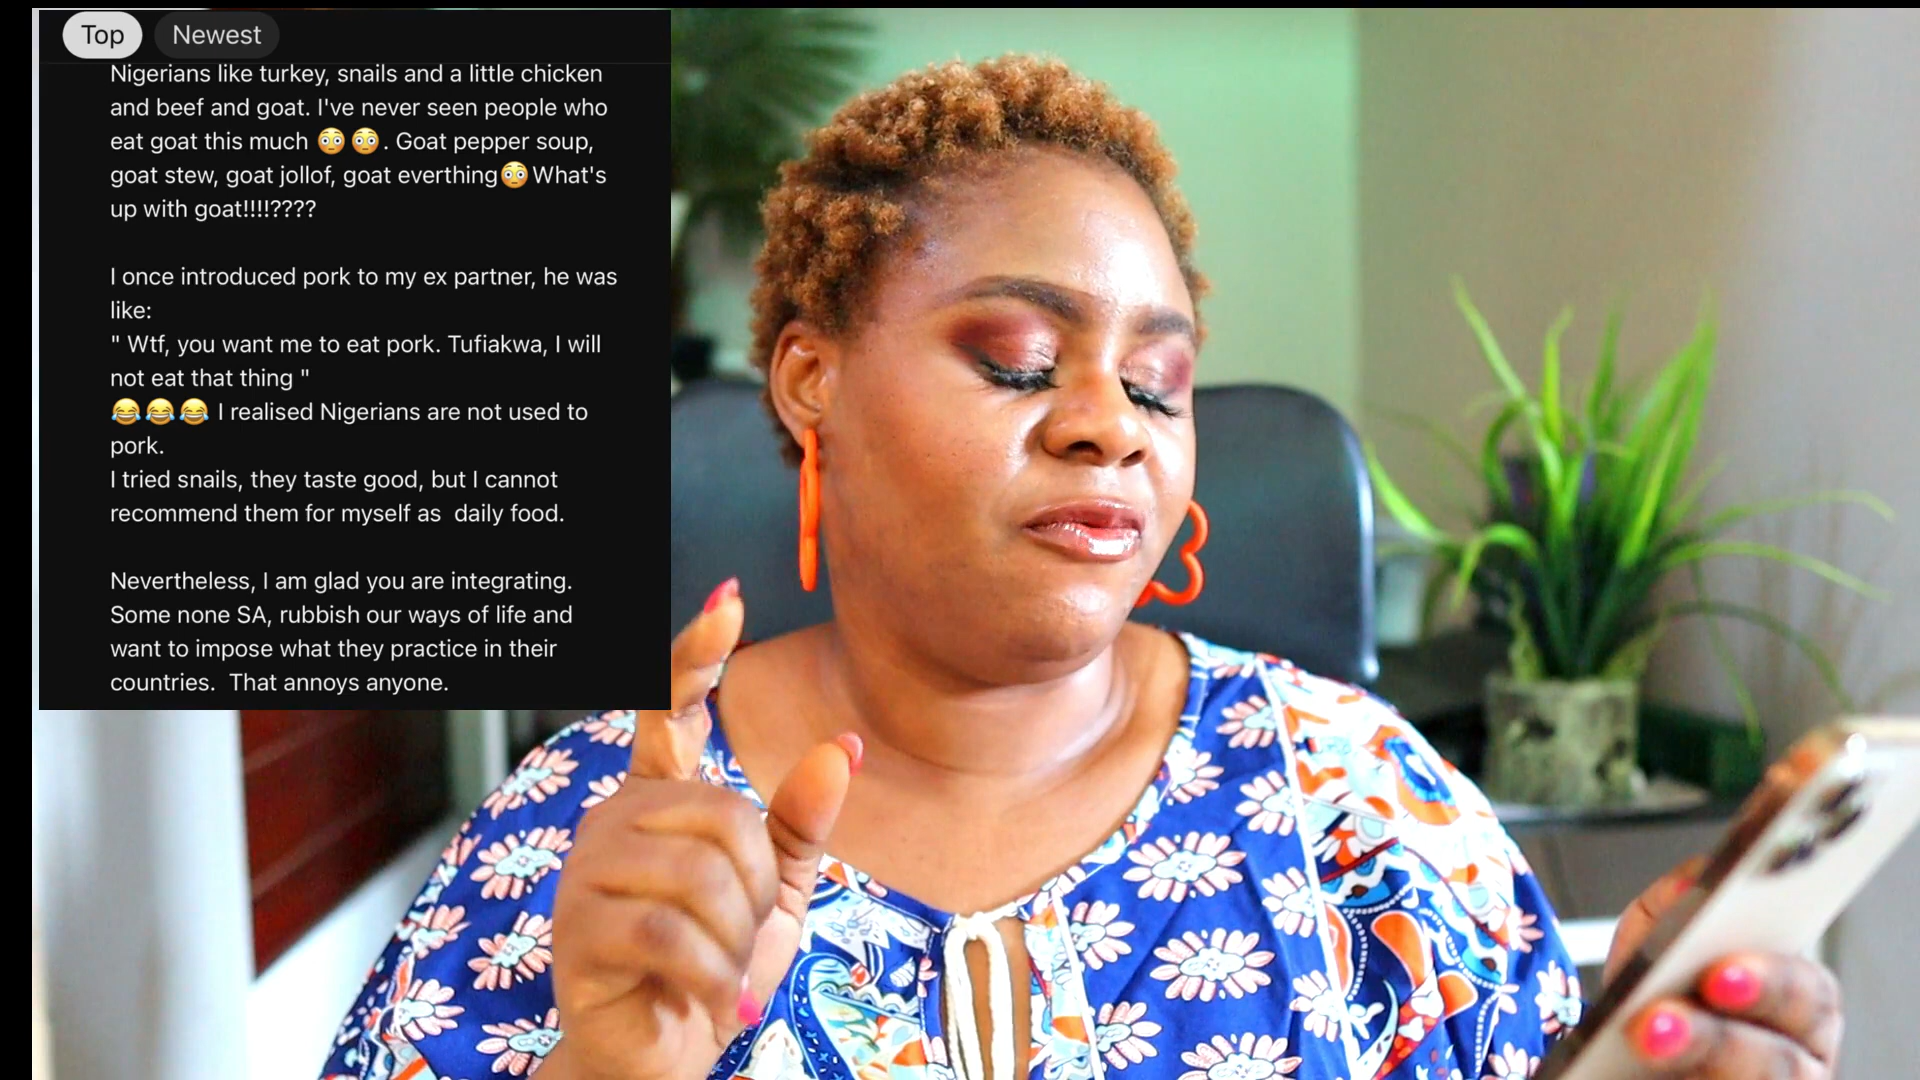 Top Newest
Nigerians like turkey, snails and a little chicken
and beef and goat. I've never seen people who
eat goat this much 😳😳. Goat pepper soup,
goat stew, goat jollof, goat everthing😳What's
up with goat!!!!????
I once introduced pork to my ex partner, he was
like:
" Wtf, you want me to eat pork. Tufiakwa, I will
not eat that thing "
😂😂😂 I realised Nigerians are not used to
pork.
I tried snails, they taste good, but I cannot
recommend them for myself as  daily food.
Nevertheless, I am glad you are integrating.
Some none SA, rubbish our ways of life and
want to impose what they practice in their
countries.  That annoys anyone.